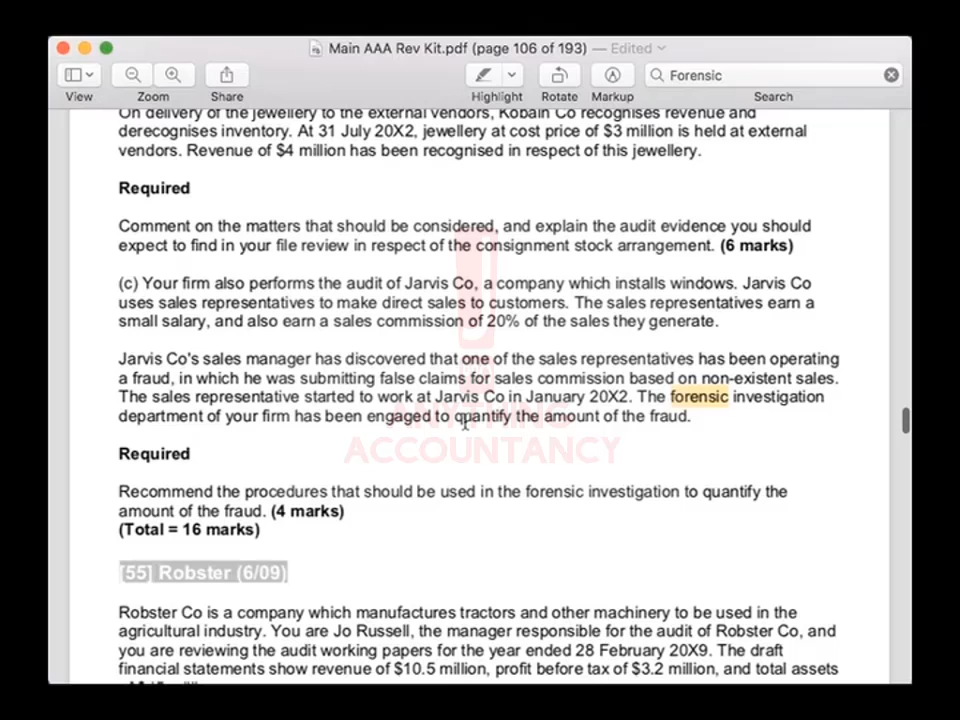 Main AAA Rev Kit.pdf (page 106 of 193) — Edited
Forensic
View Zoom Share Highlight Rotate Markup Search
On delivery of the jewellery to the external vendors, Kobain Co recognises revenue and
derecognises inventory. At 31 July 20X2, jewellery at cost price of $3 million is held at external
vendors. Revenue of $4 million has been recognised in respect of this jewellery.
Required
Comment on the matters that should be considered, and explain the audit evidence you should
expect to find in your file review in respect of the consignment stock arrangement. (6 marks)
(c) Your firm also performs the audit of Jarvis Co, a company which installs windows. Jarvis Co
uses sales representatives to make direct sales to customers. The sales representatives earn a
small salary, and also earn a sales commission of 20% of the sales they generate.
Jarvis Co's sales manager has discovered that one of the sales representatives has been operating
a fraud, in which he was submitting false claims for sales commission based on non-existent sales.
The sales representative started to work at Jarvis Co in January 20X2. The forensic investigation
department of your firm has been engaged to quantify the amount of the fraud.
ACCOUNTANCY
Required
Recommend the procedures that should be used in the forensic investigation to quantify the
amount of the fraud. (4 marks)
(Total = 16 marks)
[55] Robster (6/09)
Robster Co is a company which manufactures tractors and other machinery to be used in the
agricultural industry. You are Jo Russell, the manager responsible for the audit of Robster Co, and
you are reviewing the audit working papers for the year ended 28 February 20X9. The draft
financial statements show revenue of $10.5 million, profit before tax of $3.2 million, and total assets